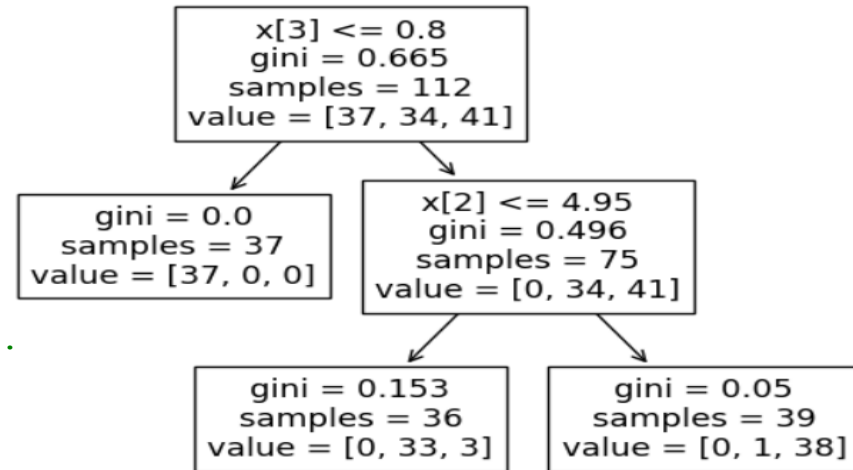 x[3] <= 0.8
gini = 0.665
samples = 112
value = [37, 34, 41]
gini = 0.0
samples = 37
value = [37, 0, 0]
x[2] <= 4.95
gini = 0.496
samples = 75
value = [0, 34, 41]
gini = 0.153
samples = 36
value = [0, 33, 3]
gini = 0.05
samples = 39
value = [0, 1, 38]